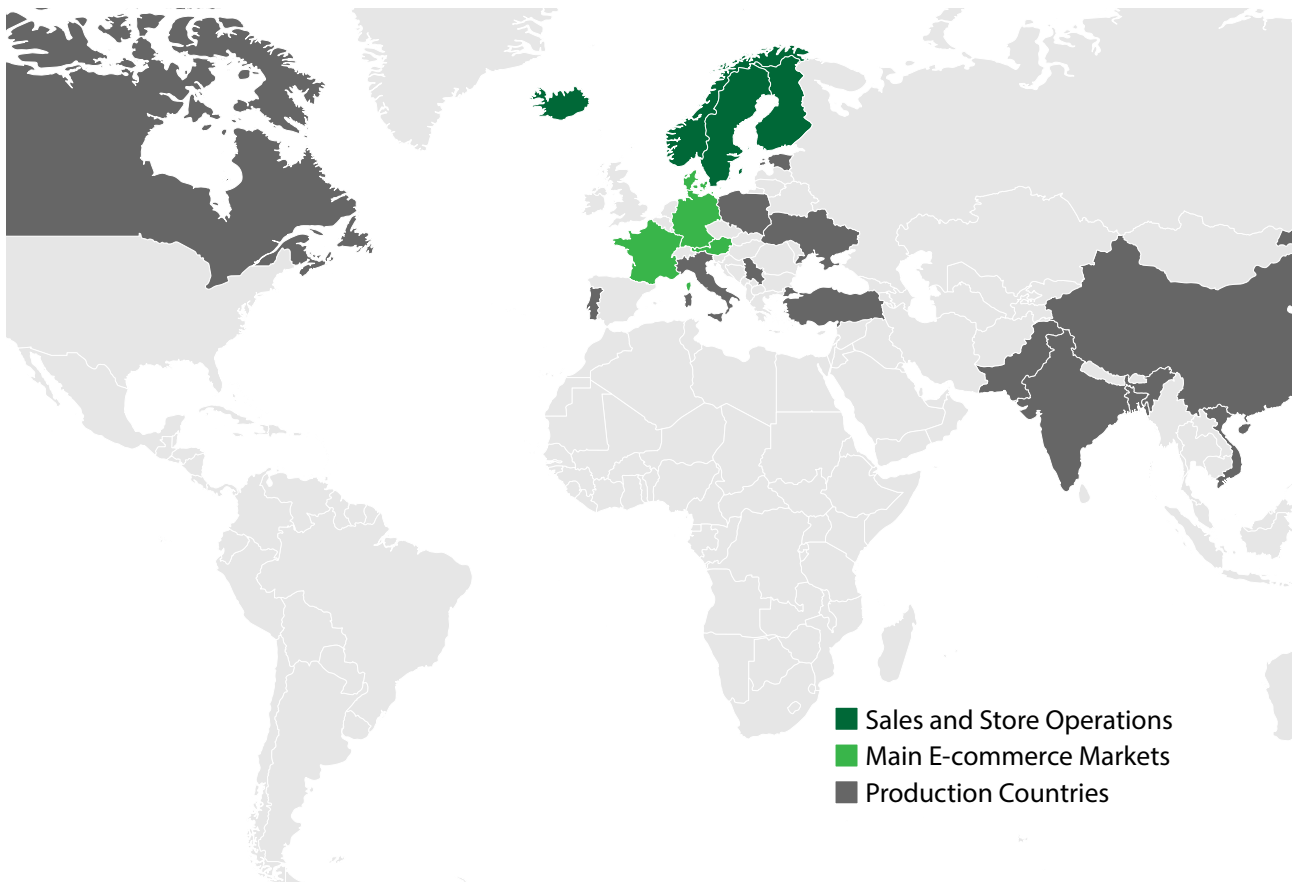 Sales and Store Operations
Main E-commerce Markets
Production Countries